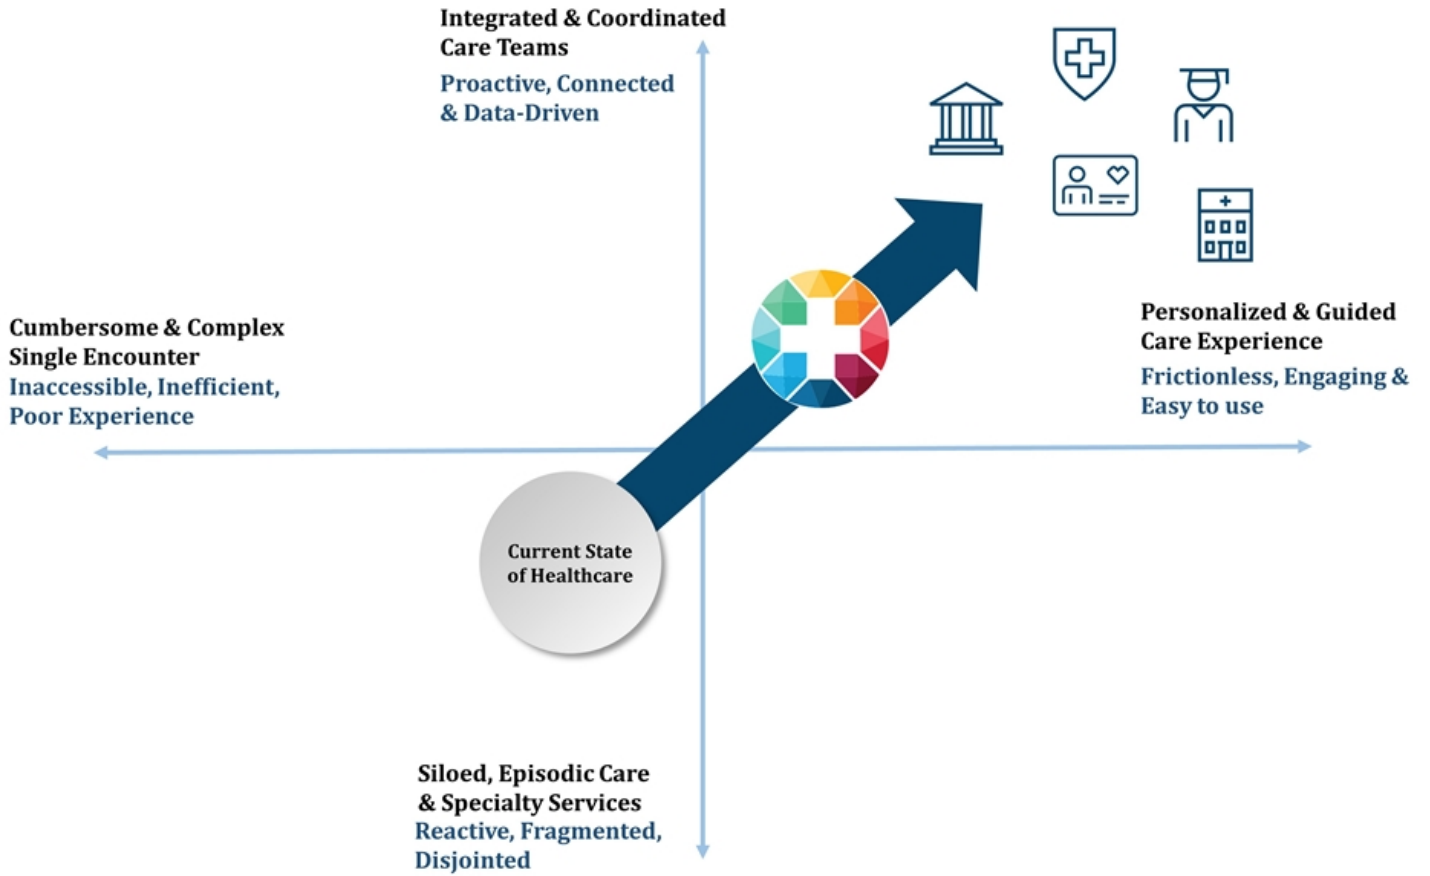 Integrated & Coordinated
Care Teams
Proactive, Connected
& Data-Driven
Cumbersome & Complex
Single Encounter
Inaccessible, Inefficient,
Poor Experience
Personalized & Guided
Care Experience
Frictionless, Engaging &
Easy to use
Current State
of Healthcare
Siloed, Episodic Care
& Specialty Services
Reactive, Fragmented,
Disjointed